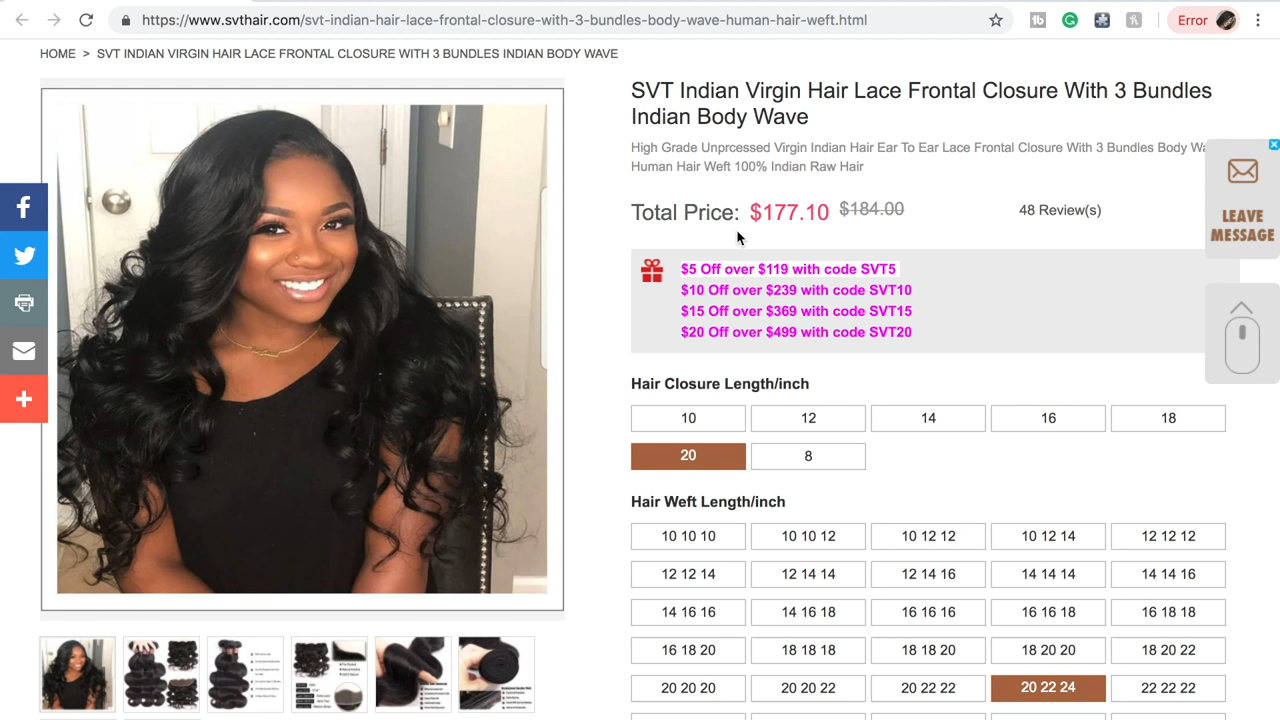 https://www.svthair.com/svt-indian-hair-lace-frontal-closure-with-3-bundles-body-wave-human-hair-weft.html
Error
HOME > SVT INDIAN VIRGIN HAIR LACE FRONTAL CLOSURE WITH 3 BUNDLES INDIAN BODY WAVE
SVT Indian Virgin Hair Lace Frontal Closure With 3 Bundles
Indian Body Wave
High Grade Unprcessed Virgin Indian Hair Ear To Ear Lace Frontal Closure With 3 Bundles Body
Human Hair Weft 100% Indian Raw Hair
Total Price: $177.10 $184.00
48 Review(s)
LEAVE
MESSAGE
$5 Off over $119 with code SVT5
$10 Off over $239 with code SVT10
$15 Off over $369 with code SVT15
$20 Off over $499 with code SVT20
Hair Closure Length/inch
10 12 14 16 18
20 8
Hair Weft Length/inch
10 10 10 10 10 12 10 12 12 10 12 14 12 12 12
12 12 14 12 14 14 12 14 16 14 14 14 14 14 16
14 16 16 14 16 18 16 16 16 16 16 18 16 18 18
16 18 20 18 18 18 18 18 20 18 20 20 18 20 22
20 20 20 20 20 22 20 22 22 20 22 24 22 22 22